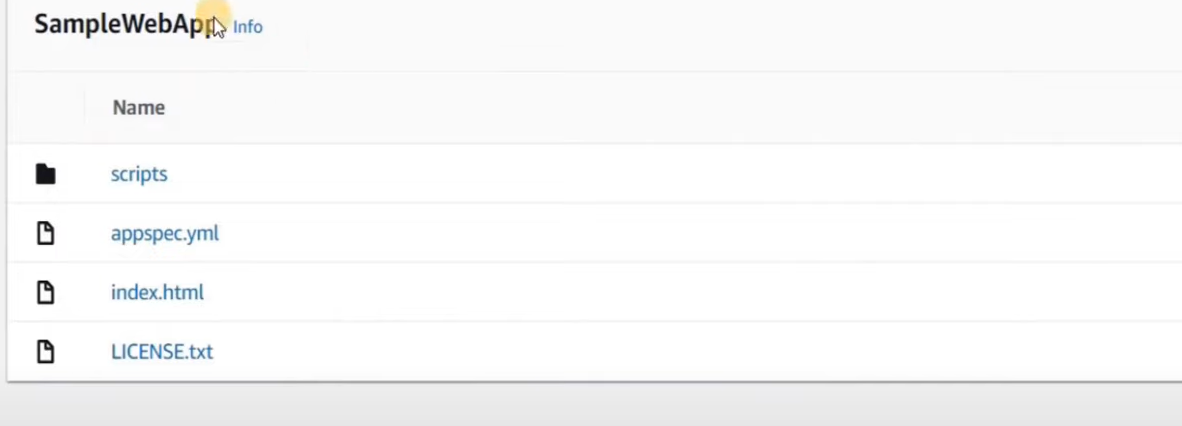 SampleWebApp Info
Name
scripts
appspec.yml
index.html
LICENSE.txt